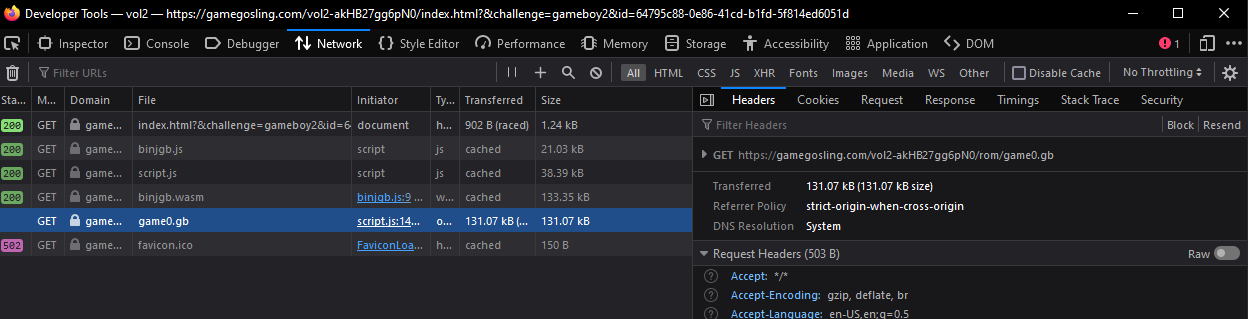 Developer Tools — vol2 — https://gamegosling.com/vol2-akHB27gg6pN0/index.html?&challenge=gameboy2&id=64795c88-0e86-41cd-b1fd-5f814ed6051d
Inspector Console Debugger Network Style Editor Performance Memory Storage Accessibility Application DOM 1
Filter URLs All HTML CSS JS XHR Fonts Images Media WS Other Disable Cache No Throttling
Sta... M... Domain File Initiator Ty... Transferred Size
200 GET game... index.html?&challenge=gameboy2&id=6 document h... 902 B (raced) 1.24 kB
200 GET game... binjgb.js script js cached 21.03 kB
200 GET game... script.js script js cached 38.39 kB
200 GET game... binjgb.wasm binjgb.js:9 ... w... cached 133.35 kB
GET game... game0.gb script.js:14... o... 131.07 kB (... 131.07 kB
502 GET game... favicon.ico FaviconLoa... h... cached 150 B
Headers Cookies Request Response Timings Stack Trace Security
Filter Headers Block Resend
GET https://gamegosling.com/vol2-akHB27gg6pN0/rom/game0.gb
Transferred 131.07 kB (131.07 kB size)
Referrer Policy strict-origin-when-cross-origin
DNS Resolution System
Request Headers (503 B) Raw
? Accept: */*
? Accept-Encoding: gzip, deflate, br
? Accept-Language: en-US,en;q=0.5